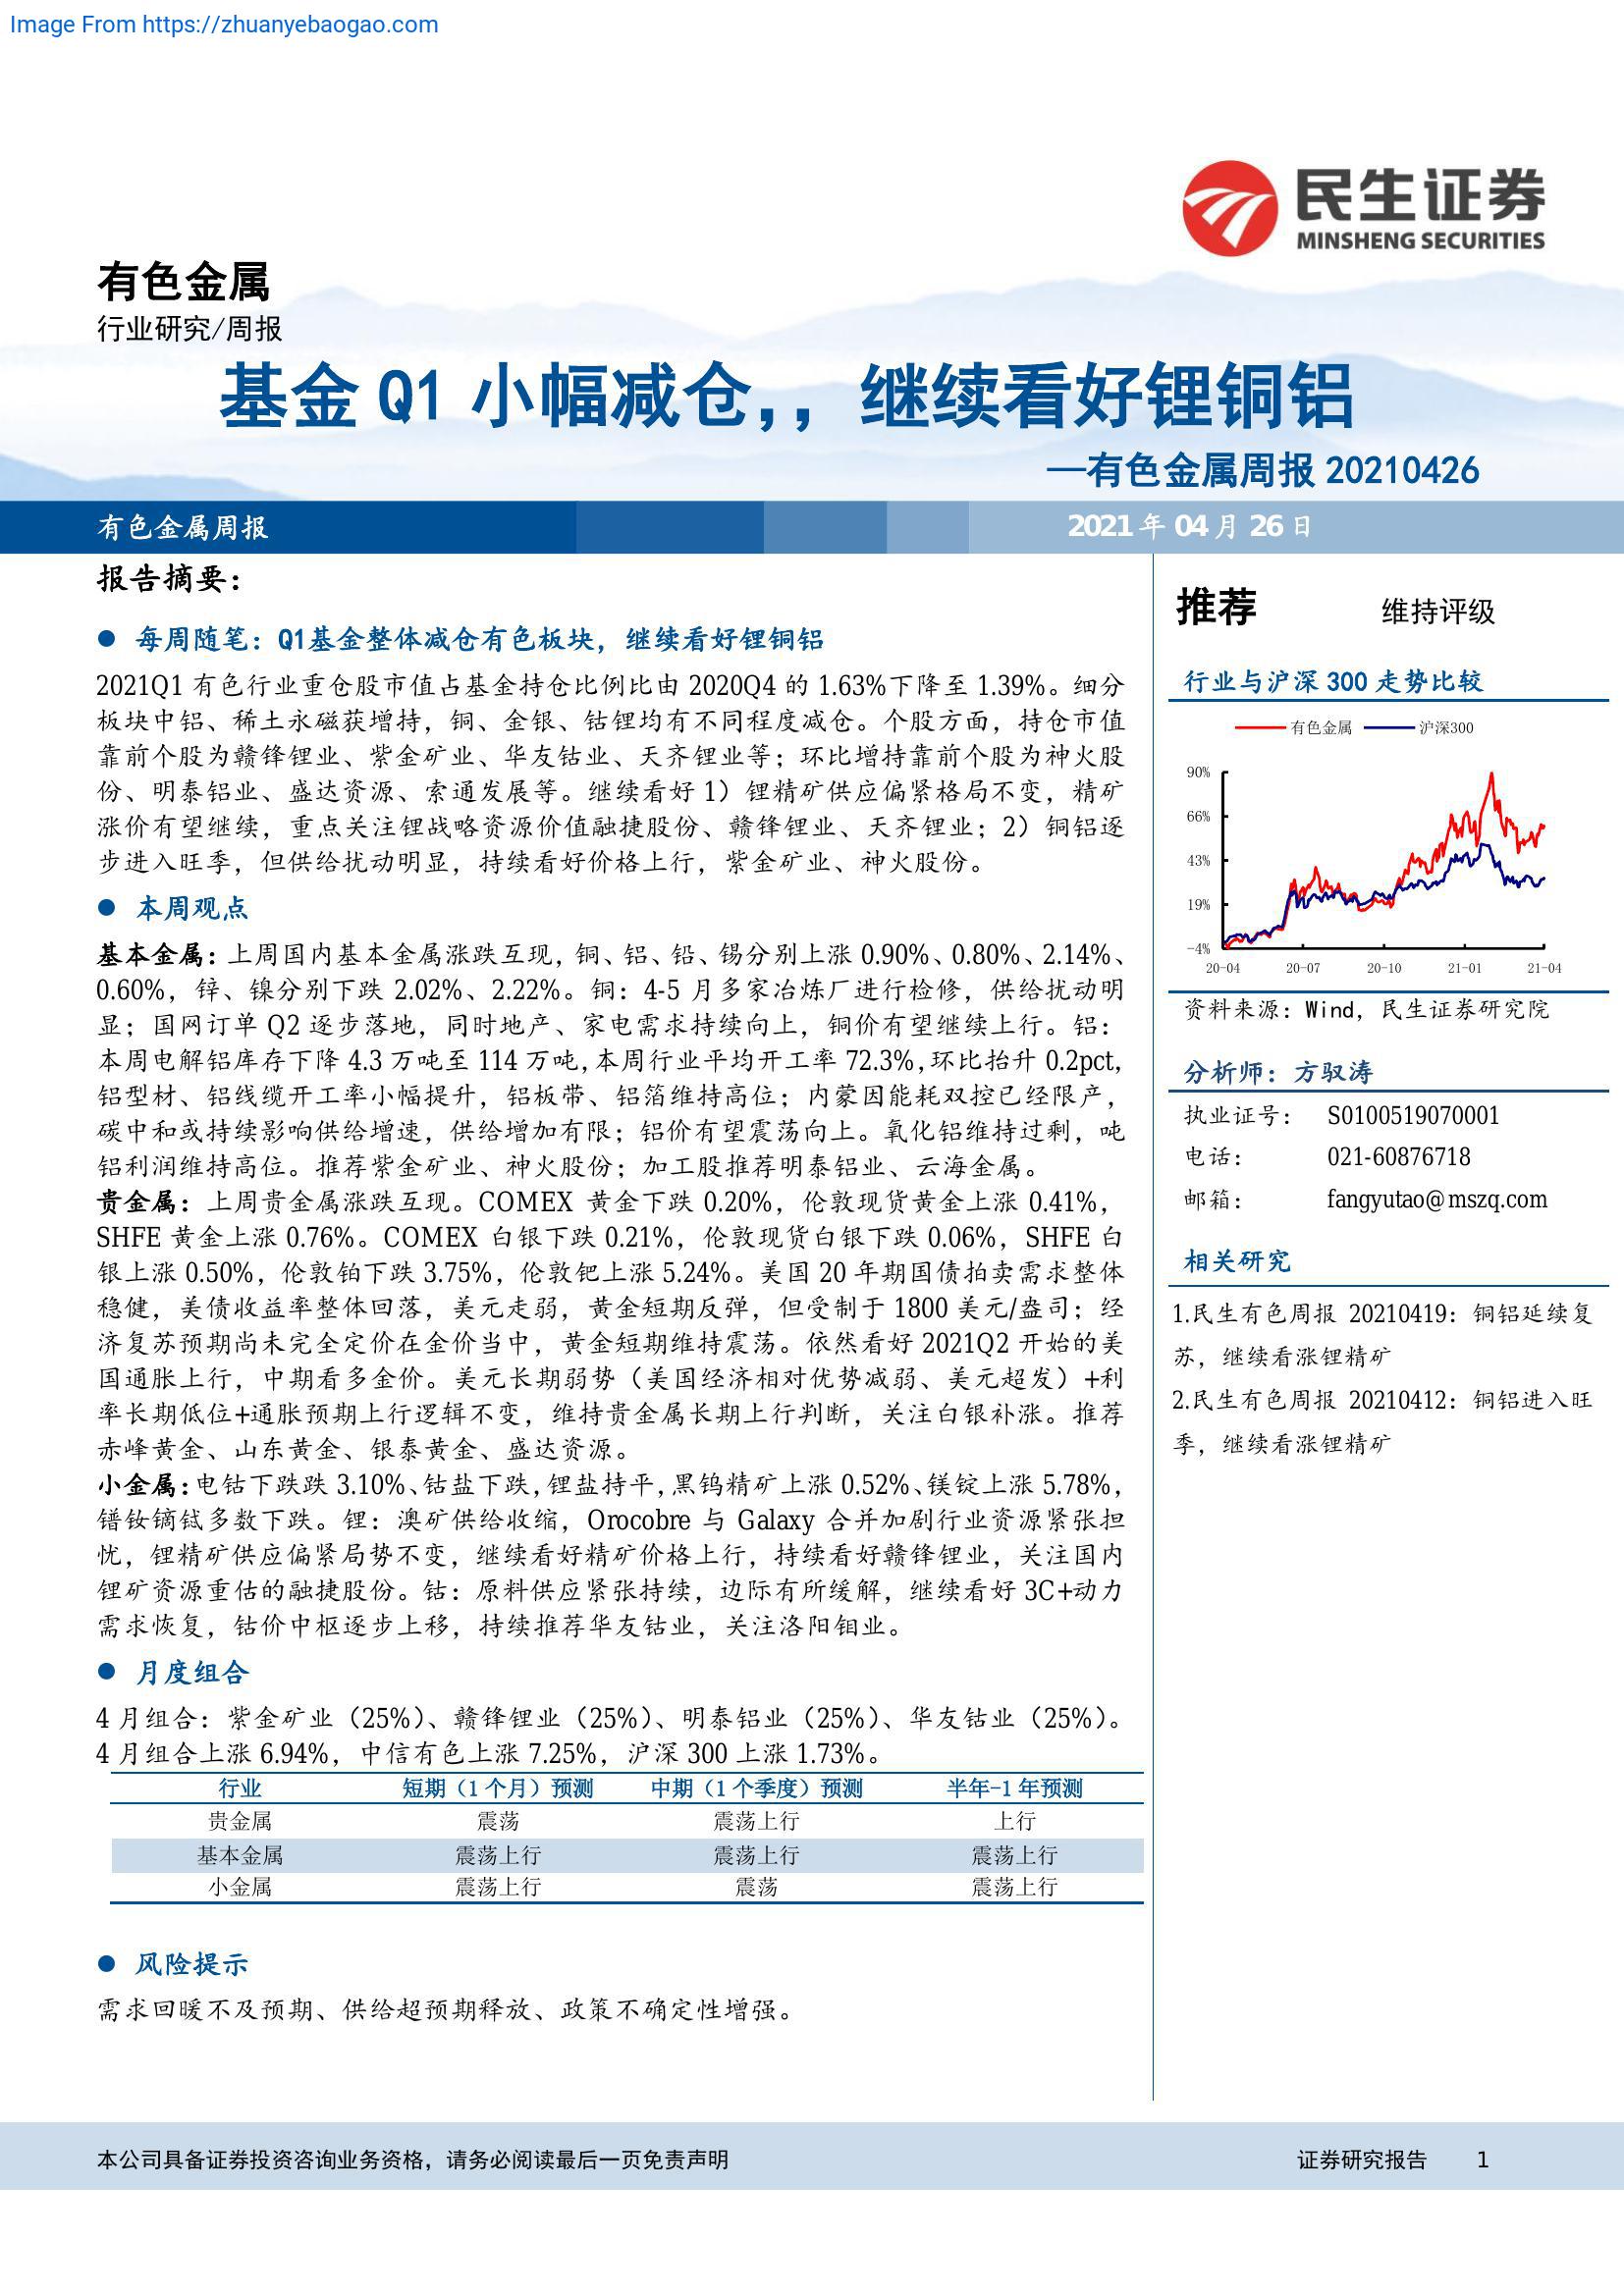 Image From https://zhuanyebaogao.com
民生证券
MINSHENG SECURITIES
有色金属
行业研究/周报
基金 Q1 小幅减仓,，继续看好锂铜铝
—有色金属周报 20210426
有色金属周报
2021 年 04 月 26 日
报告摘要：
● 每周随笔：Q1基金整体减仓有色板块，继续看好锂铜铝
2021Q1 有色行业重仓股市值占基金持仓比例比由 2020Q4 的 1.63%下降至 1.39%。细分
板块中铝、稀土永磁获增持，铜、金银、钴锂均有不同程度减仓。个股方面，持仓市值
靠前个股为赣锋锂业、紫金矿业、华友钴业、天齐锂业等；环比增持靠前个股为神火股
份、明泰铝业、盛达资源、索通发展等。继续看好 1）锂精矿供应偏紧格局不变，精矿
涨价有望继续，重点关注锂战略资源价值融捷股份、赣锋锂业、天齐锂业；2）铜铝逐
步进入旺季，但供给扰动明显，持续看好价格上行，紫金矿业、神火股份。
● 本周观点
基本金属：上周国内基本金属涨跌互现，铜、铝、铅、锡分别上涨 0.90%、0.80%、2.14%、
0.60%，锌、镍分别下跌 2.02%、2.22%。铜：4-5 月多家冶炼厂进行检修，供给扰动明
显；国网订单 Q2 逐步落地，同时地产、家电需求持续向上，铜价有望继续上行。铝：
本周电解铝库存下降 4.3 万吨至 114 万吨，本周行业平均开工率 72.3%，环比抬升 0.2pct，
铝型材、铝线缆开工率小幅提升，铝板带、铝箔维持高位；内蒙因能耗双控已经限产，
碳中和或持续影响供给增速，供给增加有限；铝价有望震荡向上。氧化铝维持过剩，吨
铝利润维持高位。推荐紫金矿业、神火股份；加工股推荐明泰铝业、云海金属。
贵金属：上周贵金属涨跌互现。COMEX 黄金下跌 0.20%，伦敦现货黄金上涨 0.41%，
SHFE 黄金上涨 0.76%。COMEX 白银下跌 0.21%，伦敦现货白银下跌 0.06%，SHFE 白
银上涨 0.50%，伦敦铂下跌 3.75%，伦敦钯上涨 5.24%。美国 20 年期国债拍卖需求整体
稳健，美债收益率整体回落，美元走弱，黄金短期反弹，但受制于 1800 美元/盎司；经
济复苏预期尚未完全定价在金价当中，黄金短期维持震荡。依然看好 2021Q2 开始的美
国通胀上行，中期看多金价。美元长期弱势（美国经济相对优势减弱、美元超发）+利
率长期低位+通胀预期上行逻辑不变，维持贵金属长期上行判断，关注白银补涨。推荐
赤峰黄金、山东黄金、银泰黄金、盛达资源。
小金属：电钴下跌跌 3.10%、钴盐下跌，锂盐持平，黑钨精矿上涨 0.52%、镁锭上涨 5.78%，
镨钕镝铽多数下跌。锂：澳矿供给收缩，Orocobre 与 Galaxy 合并加剧行业资源紧张担
忧，锂精矿供应偏紧局势不变，继续看好精矿价格上行，持续看好赣锋锂业，关注国内
锂矿资源重估的融捷股份。钴：原料供应紧张持续，边际有所缓解，继续看好 3C+动力
需求恢复，钴价中枢逐步上移，持续推荐华友钴业，关注洛阳钼业。
● 月度组合
4 月组合：紫金矿业（25%）、赣锋锂业（25%）、明泰铝业（25%）、华友钴业（25%）。
4 月组合上涨 6.94%，中信有色上涨 7.25%，沪深 300 上涨 1.73%。
行业 短期（1 个月）预测 中期（1 个季度）预测 半年-1 年预测
贵金属 震荡 震荡上行 上行
基本金属 震荡上行 震荡上行 震荡上行
小金属 震荡上行 震荡 震荡上行
● 风险提示
需求回暖不及预期、供给超预期释放、政策不确定性增强。
推荐 维持评级
行业与沪深 300 走势比较
有色金属 沪深300
90%
66%
43%
19%
-4%
20-04 20-07 20-10 21-01 21-04
资料来源：Wind，民生证券研究院
分析师：方驭涛
执业证号： S0100519070001
电话： 021-60876718
邮箱： fangyutao@mszq.com
相关研究
1.民生有色周报 20210419：铜铝延续复
苏，继续看涨锂精矿
2.民生有色周报 20210412：铜铝进入旺
季，继续看涨锂精矿
本公司具备证券投资咨询业务资格，请务必阅读最后一页免责声明
证券研究报告 1